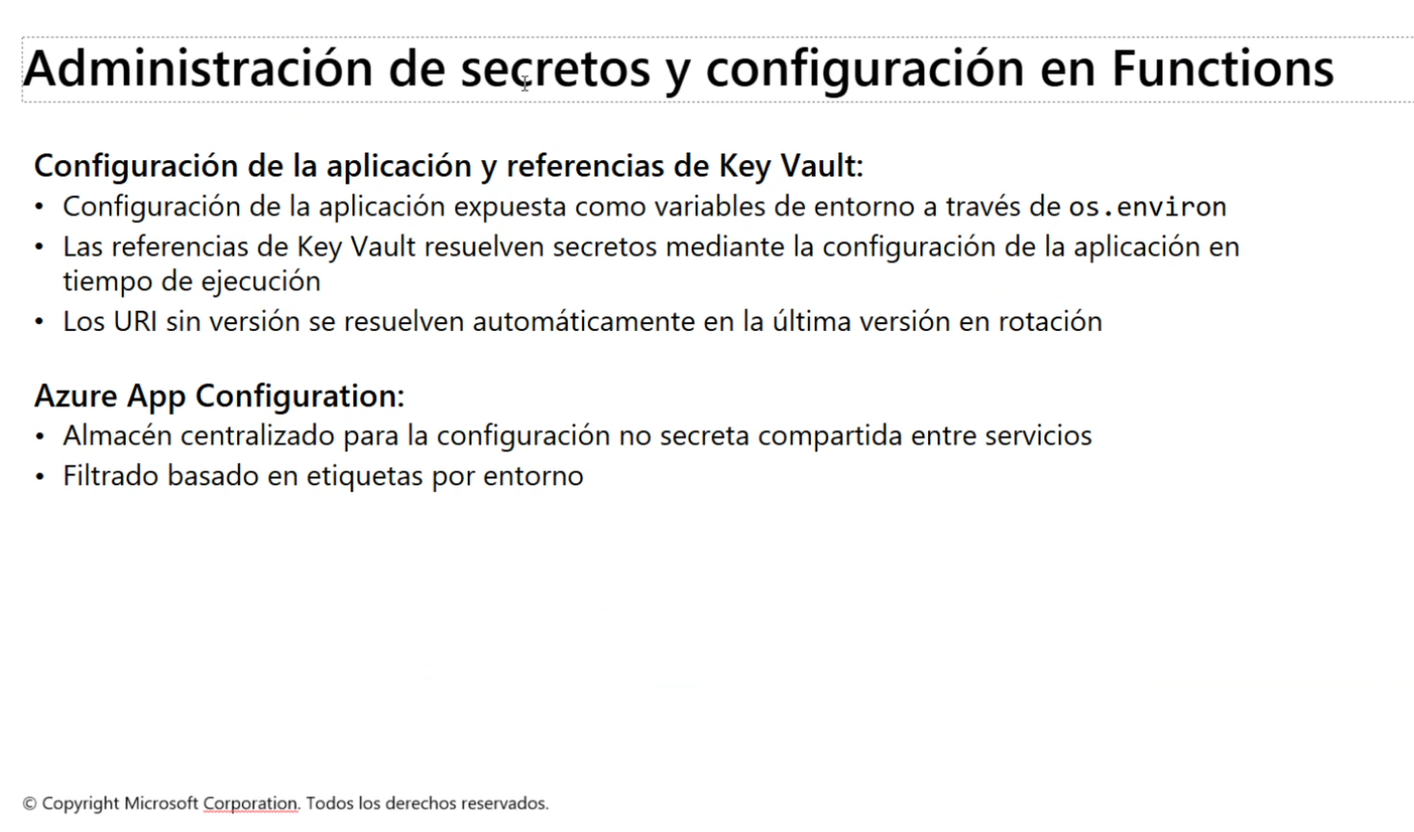 Administración de secretos y configuración en Functions
Configuración de la aplicación y referencias de Key Vault:
• Configuración de la aplicación expuesta como variables de entorno a través de os.environ
• Las referencias de Key Vault resuelven secretos mediante la configuración de la aplicación en
tiempo de ejecución
• Los URI sin versión se resuelven automáticamente en la última versión en rotación
Azure App Configuration:
• Almacén centralizado para la configuración no secreta compartida entre servicios
• Filtrado basado en etiquetas por entorno
© Copyright Microsoft Corporation. Todos los derechos reservados.